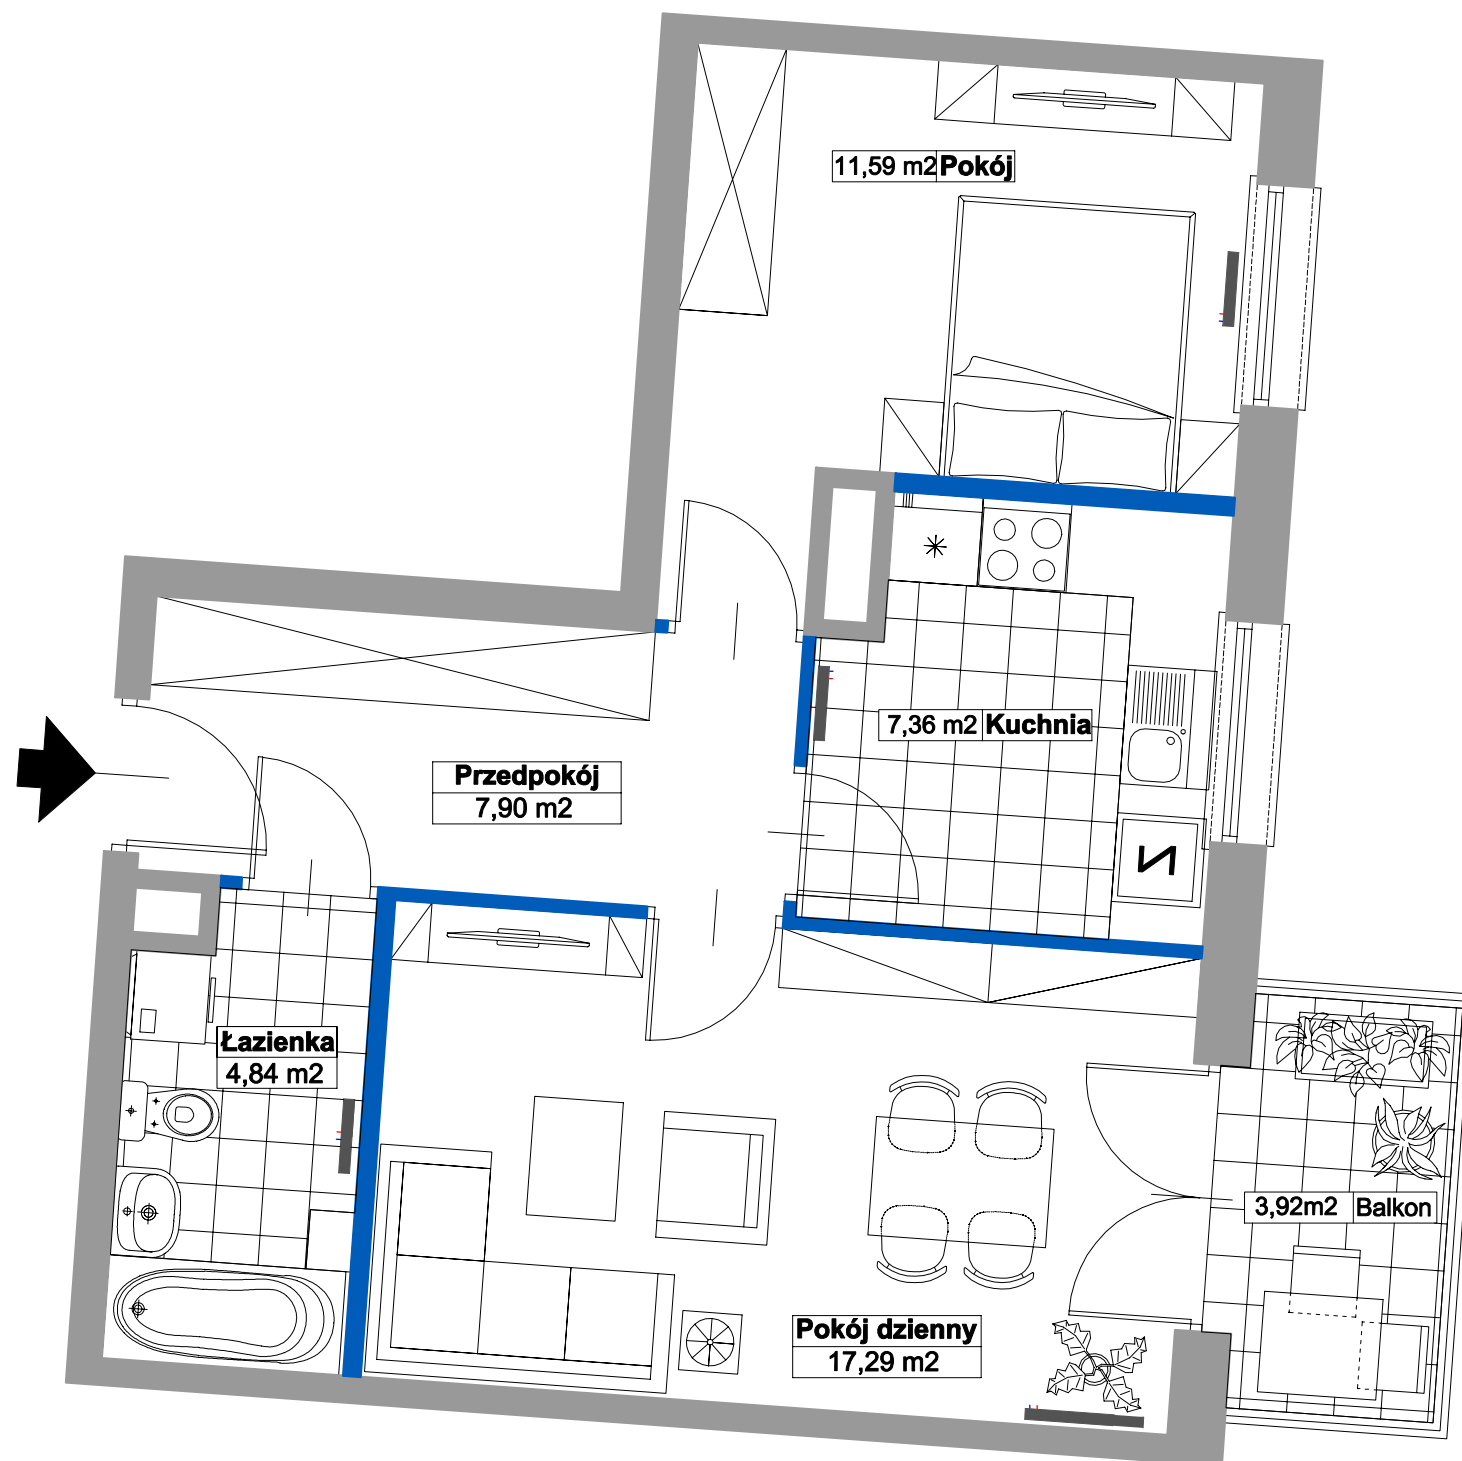 11,59 m2 Pokój
7,36 m2 Kuchnia
Przedpokój
7,90 m2
Łazienka
4,84 m2
3,92m2 Balkon
Pokój dzienny
17,29 m2